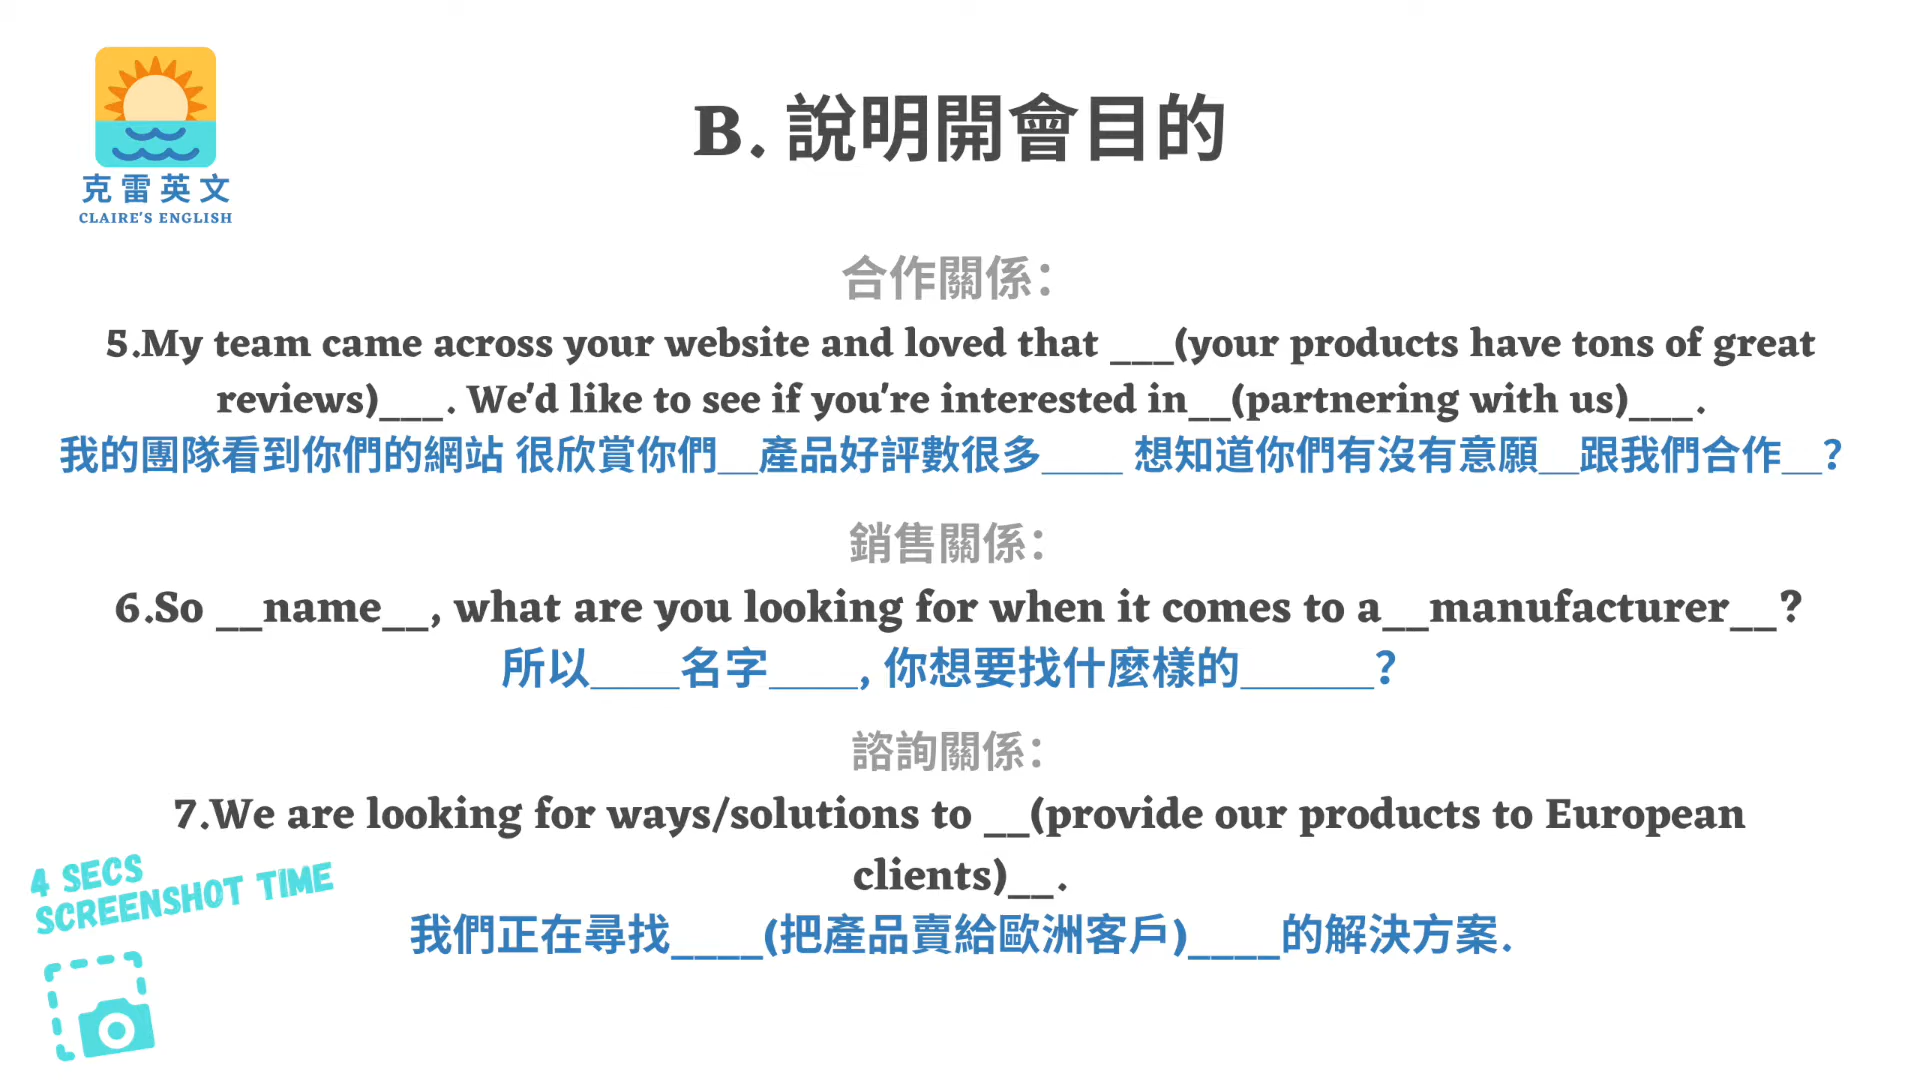 克雷英文
CLAIRE'S ENGLISH
B. 說明開會目的
合作關係:
5.My team came across your website and loved that ___(your products have tons of great
reviews)___. We'd like to see if you're interested in__(partnering with us)___.
我的團隊看到你們的網站 很欣賞你們__產品好評數很多____ 想知道你們有沒有意願__跟我們合作__?
銷售關係:
6.So __name__, what are you looking for when it comes to a__manufacturer__?
所以____名字____, 你想要找什麼樣的______?
諮詢關係:
7.We are looking for ways/solutions to __(provide our products to European
clients)__.
我們正在尋找____(把產品賣給歐洲客戶)____的解決方案.
4 SECS
SCREENSHOT TIME